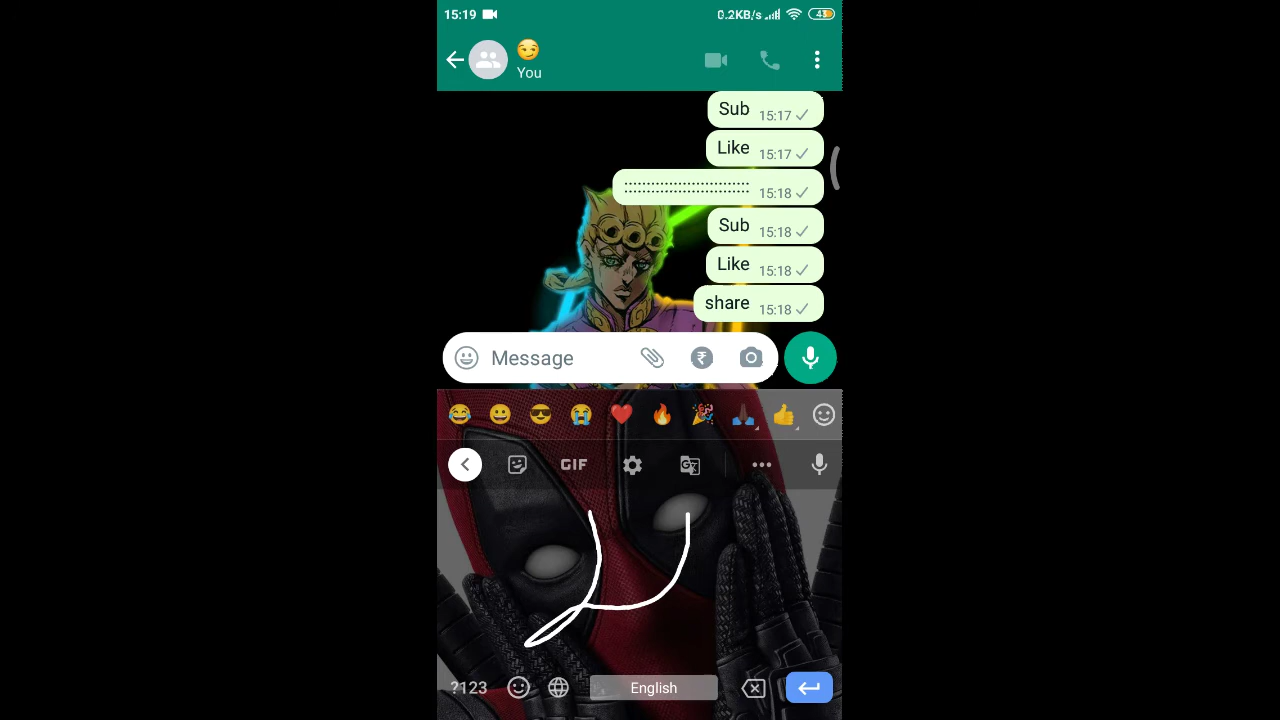 15:19 0.2KB/s 43
😏
You
Sub 15:17
Like 15:17
:::::::::::::::::::::::::::: 15:18
Sub 15:18
Like 15:18
share 15:18
Message
GIF
?123 English